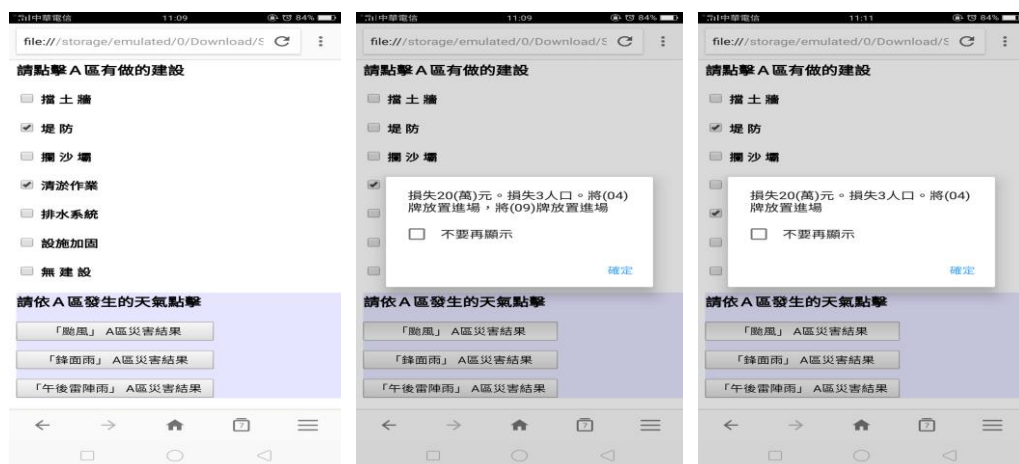 中華電信 11:09 84%
file:///storage/emulated/0/Download/S
請點擊A區有做的建設
擋土牆
堤防
攔沙壩
清淤作業
排水系統
設施加固
無建設
請依A區發生的天氣點擊
「颱風」 A區災害結果
「鋒面雨」 A區災害結果
「午後雷陣雨」 A區災害結果
7
中華電信 11:09 84%
file:///storage/emulated/0/Download/S
請點擊A區有做的建設
擋土牆
堤防
攔沙壩
損失20(萬)元。損失3人口。將(04)
牌放置進場,將(09)牌放置進場
不要再顯示
確定
請依A區發生的天氣點擊
「颱風」 A區災害結果
「鋒面雨」 A區災害結果
「午後雷陣雨」 A區災害結果
7
中華電信 11:11 84%
file:///storage/emulated/0/Download/S
請點擊A區有做的建設
擋土牆
堤防
攔沙壩
損失20(萬)元。損失3人口。將(04)
牌放置進場
不要再顯示
確定
請依A區發生的天氣點擊
「颱風」 A區災害結果
「鋒面雨」 A區災害結果
「午後雷陣雨」 A區災害結果
7